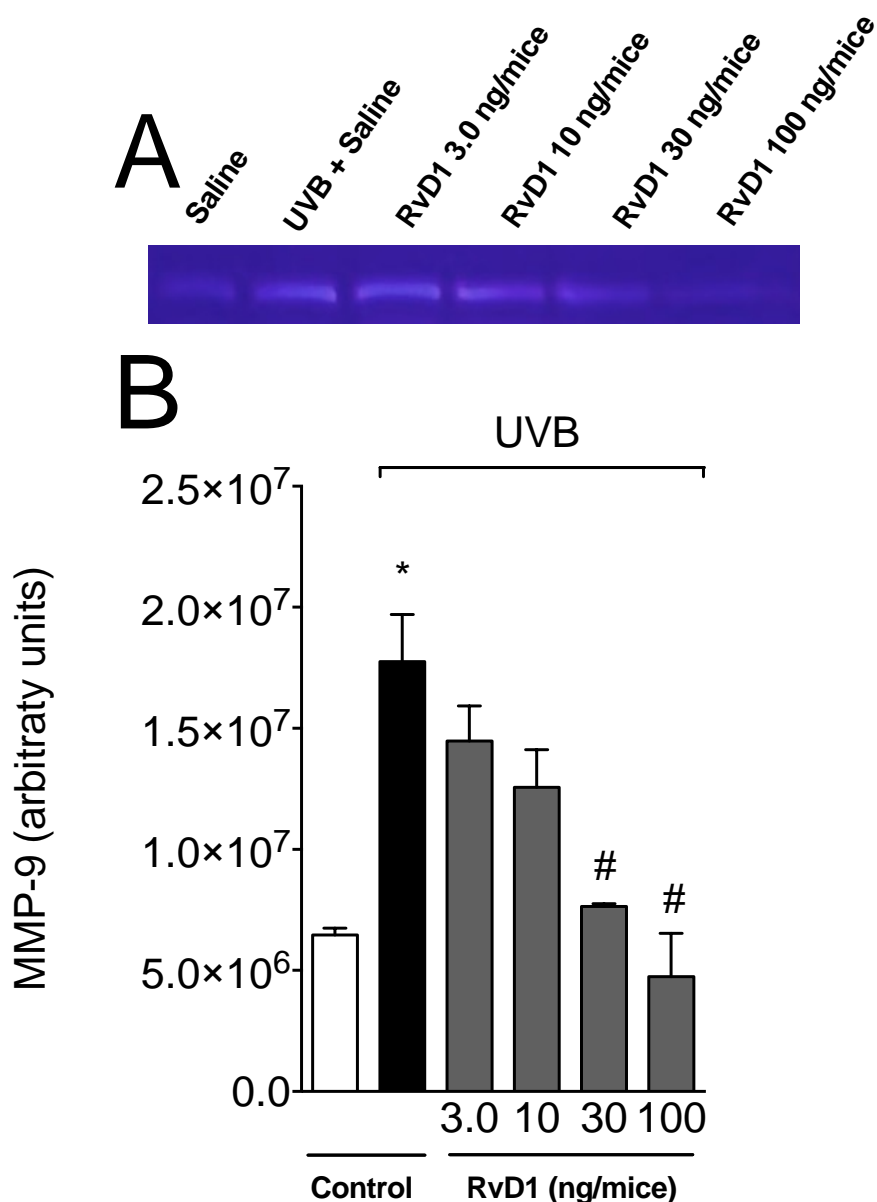 A
Saline
UVB + Saline
RvD1 3.0 ng/mice
RvD1 10 ng/mice
RvD1 30 ng/mice
RvD1 100 ng/mice
B
UVB
MMP-9 (arbitraty units)
2.5×10⁷
2.0×10⁷
1.5×10⁷
1.0×10⁷
5.0×10⁶
0.0
*
#
#
3.0 10 30 100
Control RvD1 (ng/mice)